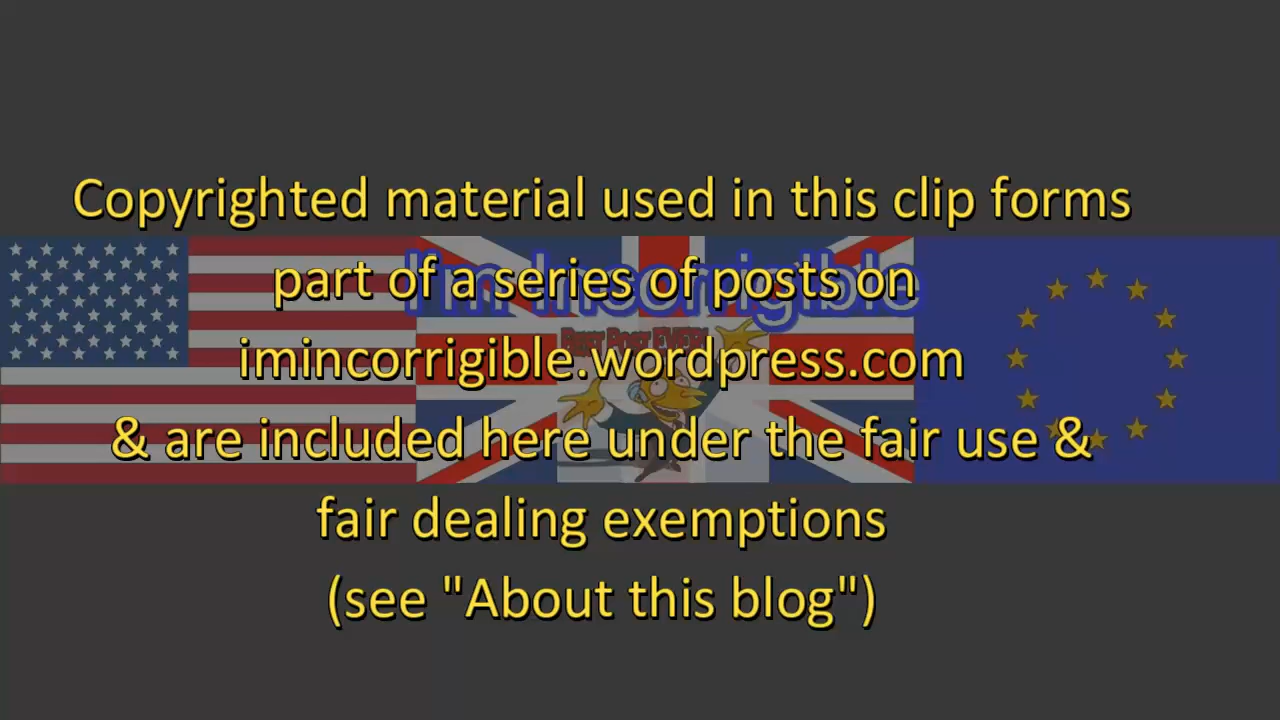 Copyrighted material used in this clip forms
part of a series of posts on
imincorrigible.wordpress.com
& are included here under the fair use &
fair dealing exemptions
(see "About this blog")
I'm Incorrigible